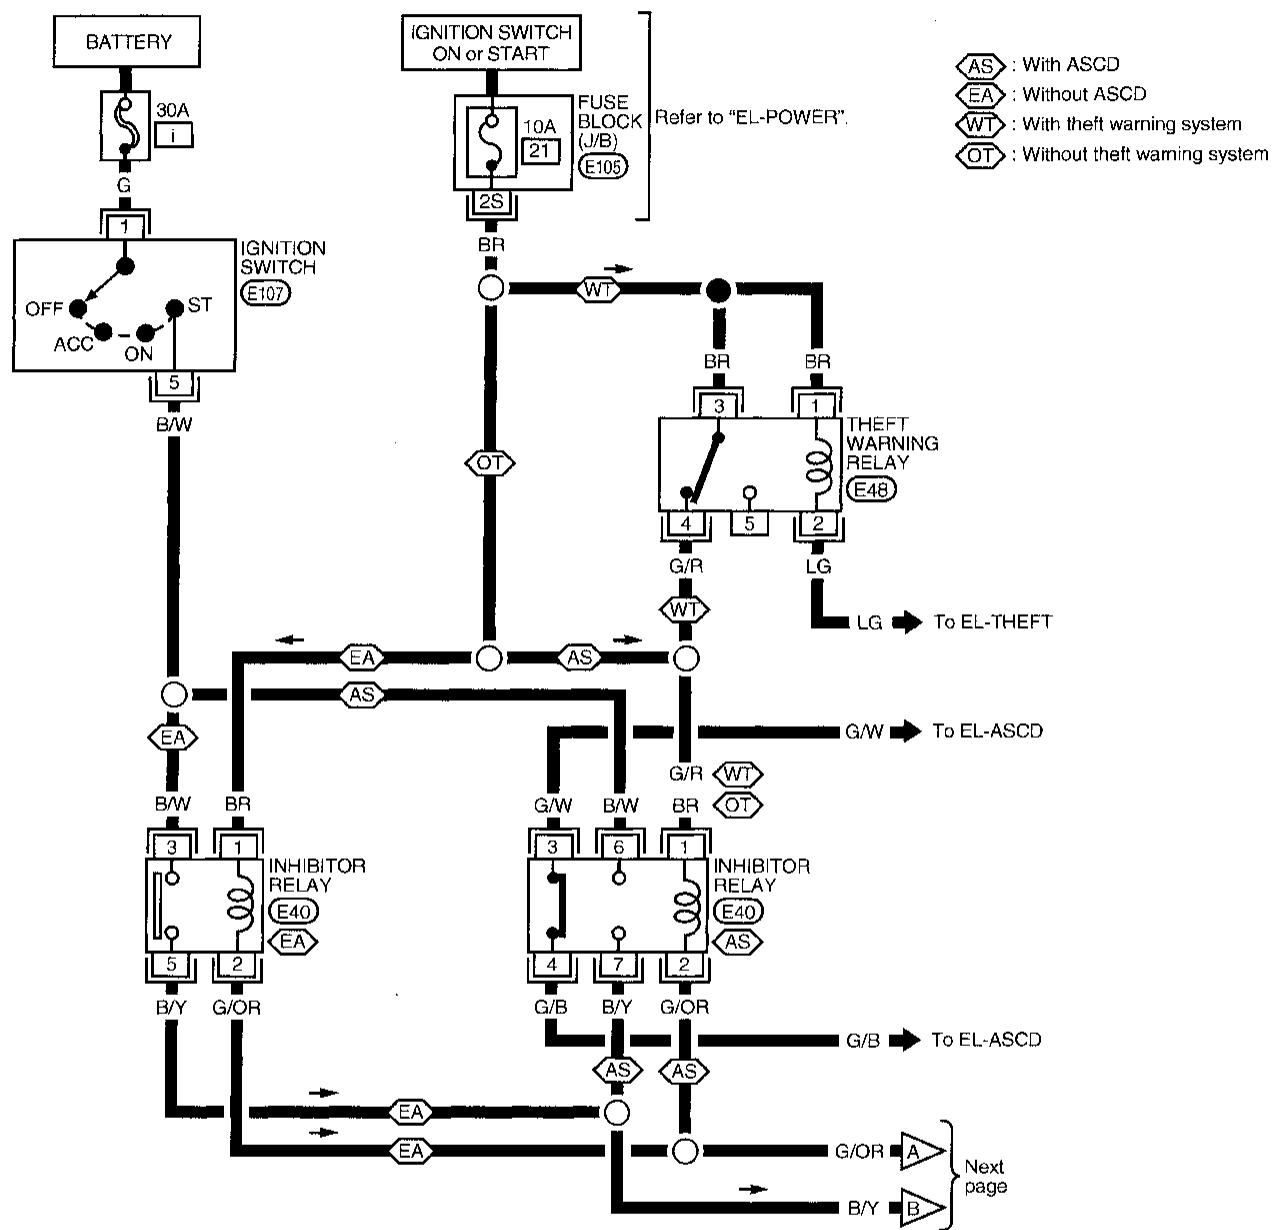 BATTERY
30A
i
G
1
IGNITION
SWITCH
E107
OFF
ACC
ON
ST
5
B/W
IGNITION SWITCH
ON or START
10A
21
FUSE
BLOCK
(J/B)
E105
Refer to “EL-POWER”.
2S
BR
AS : With ASCD
EA : Without ASCD
WT : With theft warning system
OT : Without theft warning system
WT
BR
BR
3
1
THEFT
WARNING
RELAY
E48
OT
4
5
2
G/R
LG
WT
LG
To EL-THEFT
EA
AS
AS
EA
G/W
To EL-ASCD
G/R
WT
B/W
BR
G/W
B/W
BR
OT
3
1
INHIBITOR
RELAY
E40
EA
3
6
1
INHIBITOR
RELAY
E40
AS
5
2
4
7
2
B/Y
G/OR
G/B
B/Y
G/OR
G/B
To EL-ASCD
AS
AS
EA
EA
G/OR
A
B/Y
B
Next
page